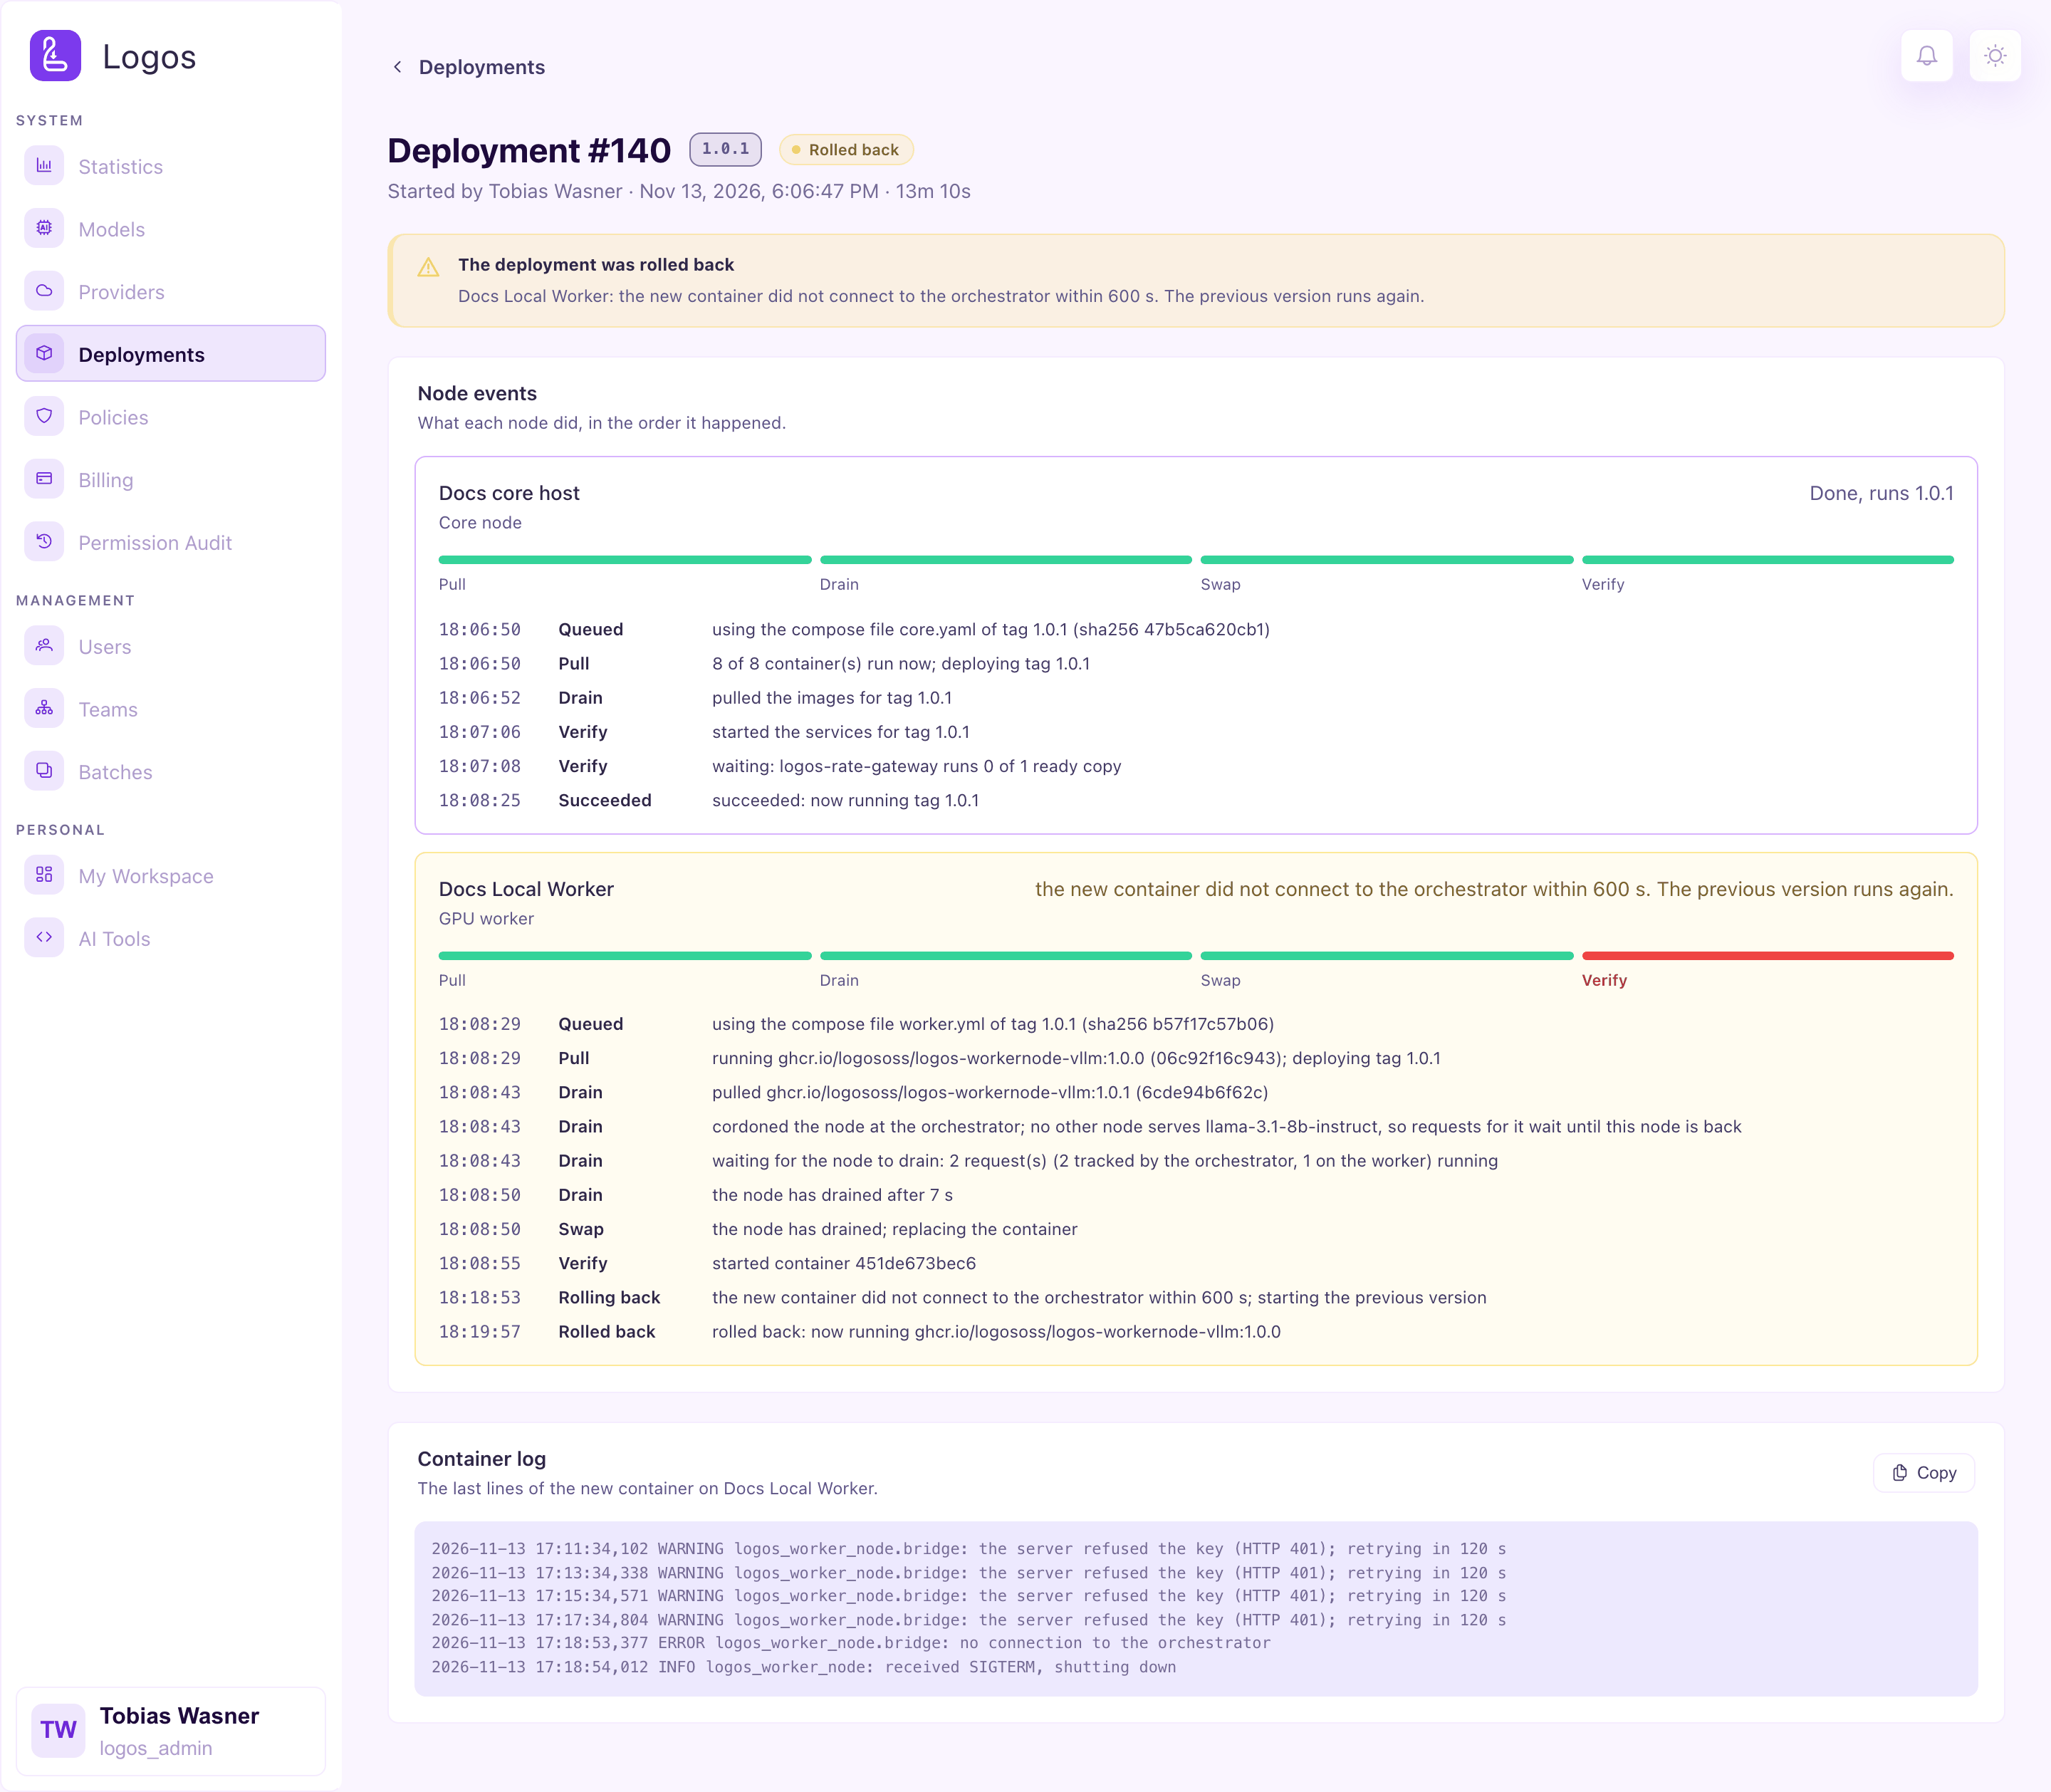 Logos
SYSTEM
Statistics
Models
Providers
Deployments
Policies
Billing
Permission Audit
MANAGEMENT
Users
Teams
Batches
PERSONAL
My Workspace
AI Tools
TW
Tobias Wasner
logos_admin
Deployments
Deployment #140 1.0.1 Rolled back
Started by Tobias Wasner · Nov 13, 2026, 6:06:47 PM · 13m 10s
The deployment was rolled back
Docs Local Worker: the new container did not connect to the orchestrator within 600 s. The previous version runs again.
Node events
What each node did, in the order it happened.
Docs core host Done, runs 1.0.1
Core node
Pull Drain Swap Verify
18:06:50 Queued using the compose file core.yaml of tag 1.0.1 (sha256 47b5ca620cb1)
18:06:50 Pull 8 of 8 container(s) run now; deploying tag 1.0.1
18:06:52 Drain pulled the images for tag 1.0.1
18:07:06 Verify started the services for tag 1.0.1
18:07:08 Verify waiting: logos-rate-gateway runs 0 of 1 ready copy
18:08:25 Succeeded succeeded: now running tag 1.0.1
Docs Local Worker the new container did not connect to the orchestrator within 600 s. The previous version runs again.
GPU worker
Pull Drain Swap Verify
18:08:29 Queued using the compose file worker.yml of tag 1.0.1 (sha256 b57f17c57b06)
18:08:29 Pull running ghcr.io/logososs/logos-workernode-vllm:1.0.0 (06c92f16c943); deploying tag 1.0.1
18:08:43 Drain pulled ghcr.io/logososs/logos-workernode-vllm:1.0.1 (6cde94b6f62c)
18:08:43 Drain cordoned the node at the orchestrator; no other node serves llama-3.1-8b-instruct, so requests for it wait until this node is back
18:08:43 Drain waiting for the node to drain: 2 request(s) (2 tracked by the orchestrator, 1 on the worker) running
18:08:50 Drain the node has drained after 7 s
18:08:50 Swap the node has drained; replacing the container
18:08:55 Verify started container 451de673bec6
18:18:53 Rolling back the new container did not connect to the orchestrator within 600 s; starting the previous version
18:19:57 Rolled back rolled back: now running ghcr.io/logososs/logos-workernode-vllm:1.0.0
Container log
The last lines of the new container on Docs Local Worker.
Copy
2026-11-13 17:11:34,102 WARNING logos_worker_node.bridge: the server refused the key (HTTP 401); retrying in 120 s
2026-11-13 17:13:34,338 WARNING logos_worker_node.bridge: the server refused the key (HTTP 401); retrying in 120 s
2026-11-13 17:15:34,571 WARNING logos_worker_node.bridge: the server refused the key (HTTP 401); retrying in 120 s
2026-11-13 17:17:34,804 WARNING logos_worker_node.bridge: the server refused the key (HTTP 401); retrying in 120 s
2026-11-13 17:18:53,377 ERROR logos_worker_node.bridge: no connection to the orchestrator
2026-11-13 17:18:54,012 INFO logos_worker_node: received SIGTERM, shutting down